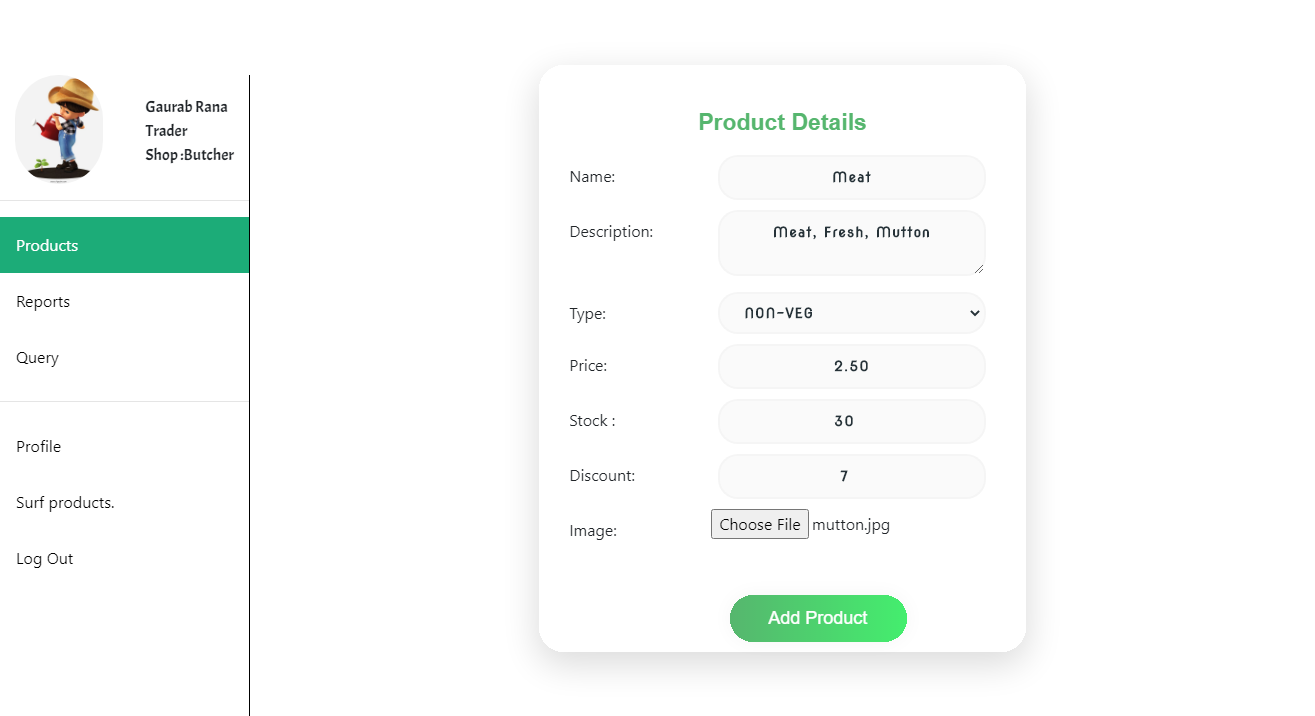 Gaurab Rana
Trader
Shop :Butcher
Products
Reports
Query
Profile
Surf products.
Log Out
Product Details
Name: Meat
Description: Meat, Fresh, Mutton
Type: NON-VEG
Price: 2.50
Stock : 30
Discount: 7
Image: Choose File mutton.jpg
Add Product